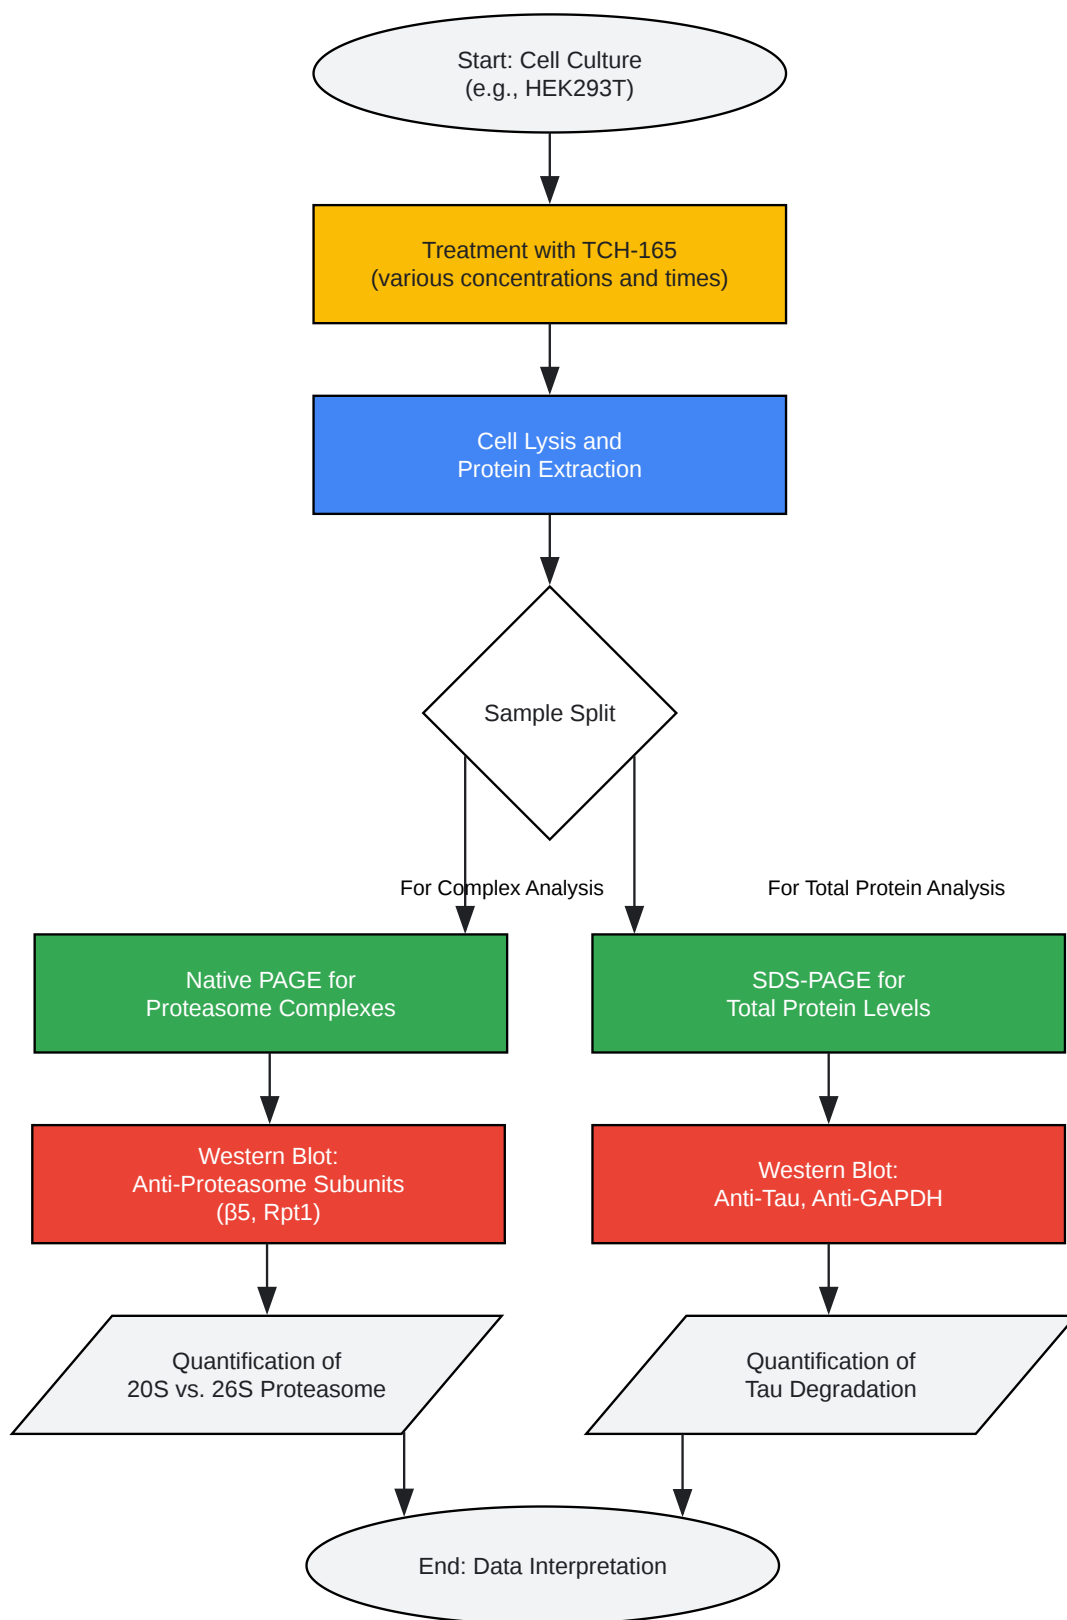 Start: Cell Culture
(e.g., HEK293T)
Treatment with TCH-165
(various concentrations and times)
Cell Lysis and
Protein Extraction
Sample Split
For Complex Analysis
For Total Protein Analysis
Native PAGE for
Proteasome Complexes
SDS-PAGE for
Total Protein Levels
Western Blot:
Anti-Proteasome Subunits
(β5, Rpt1)
Western Blot:
Anti-Tau, Anti-GAPDH
Quantification of
20S vs. 26S Proteasome
Quantification of
Tau Degradation
End: Data Interpretation